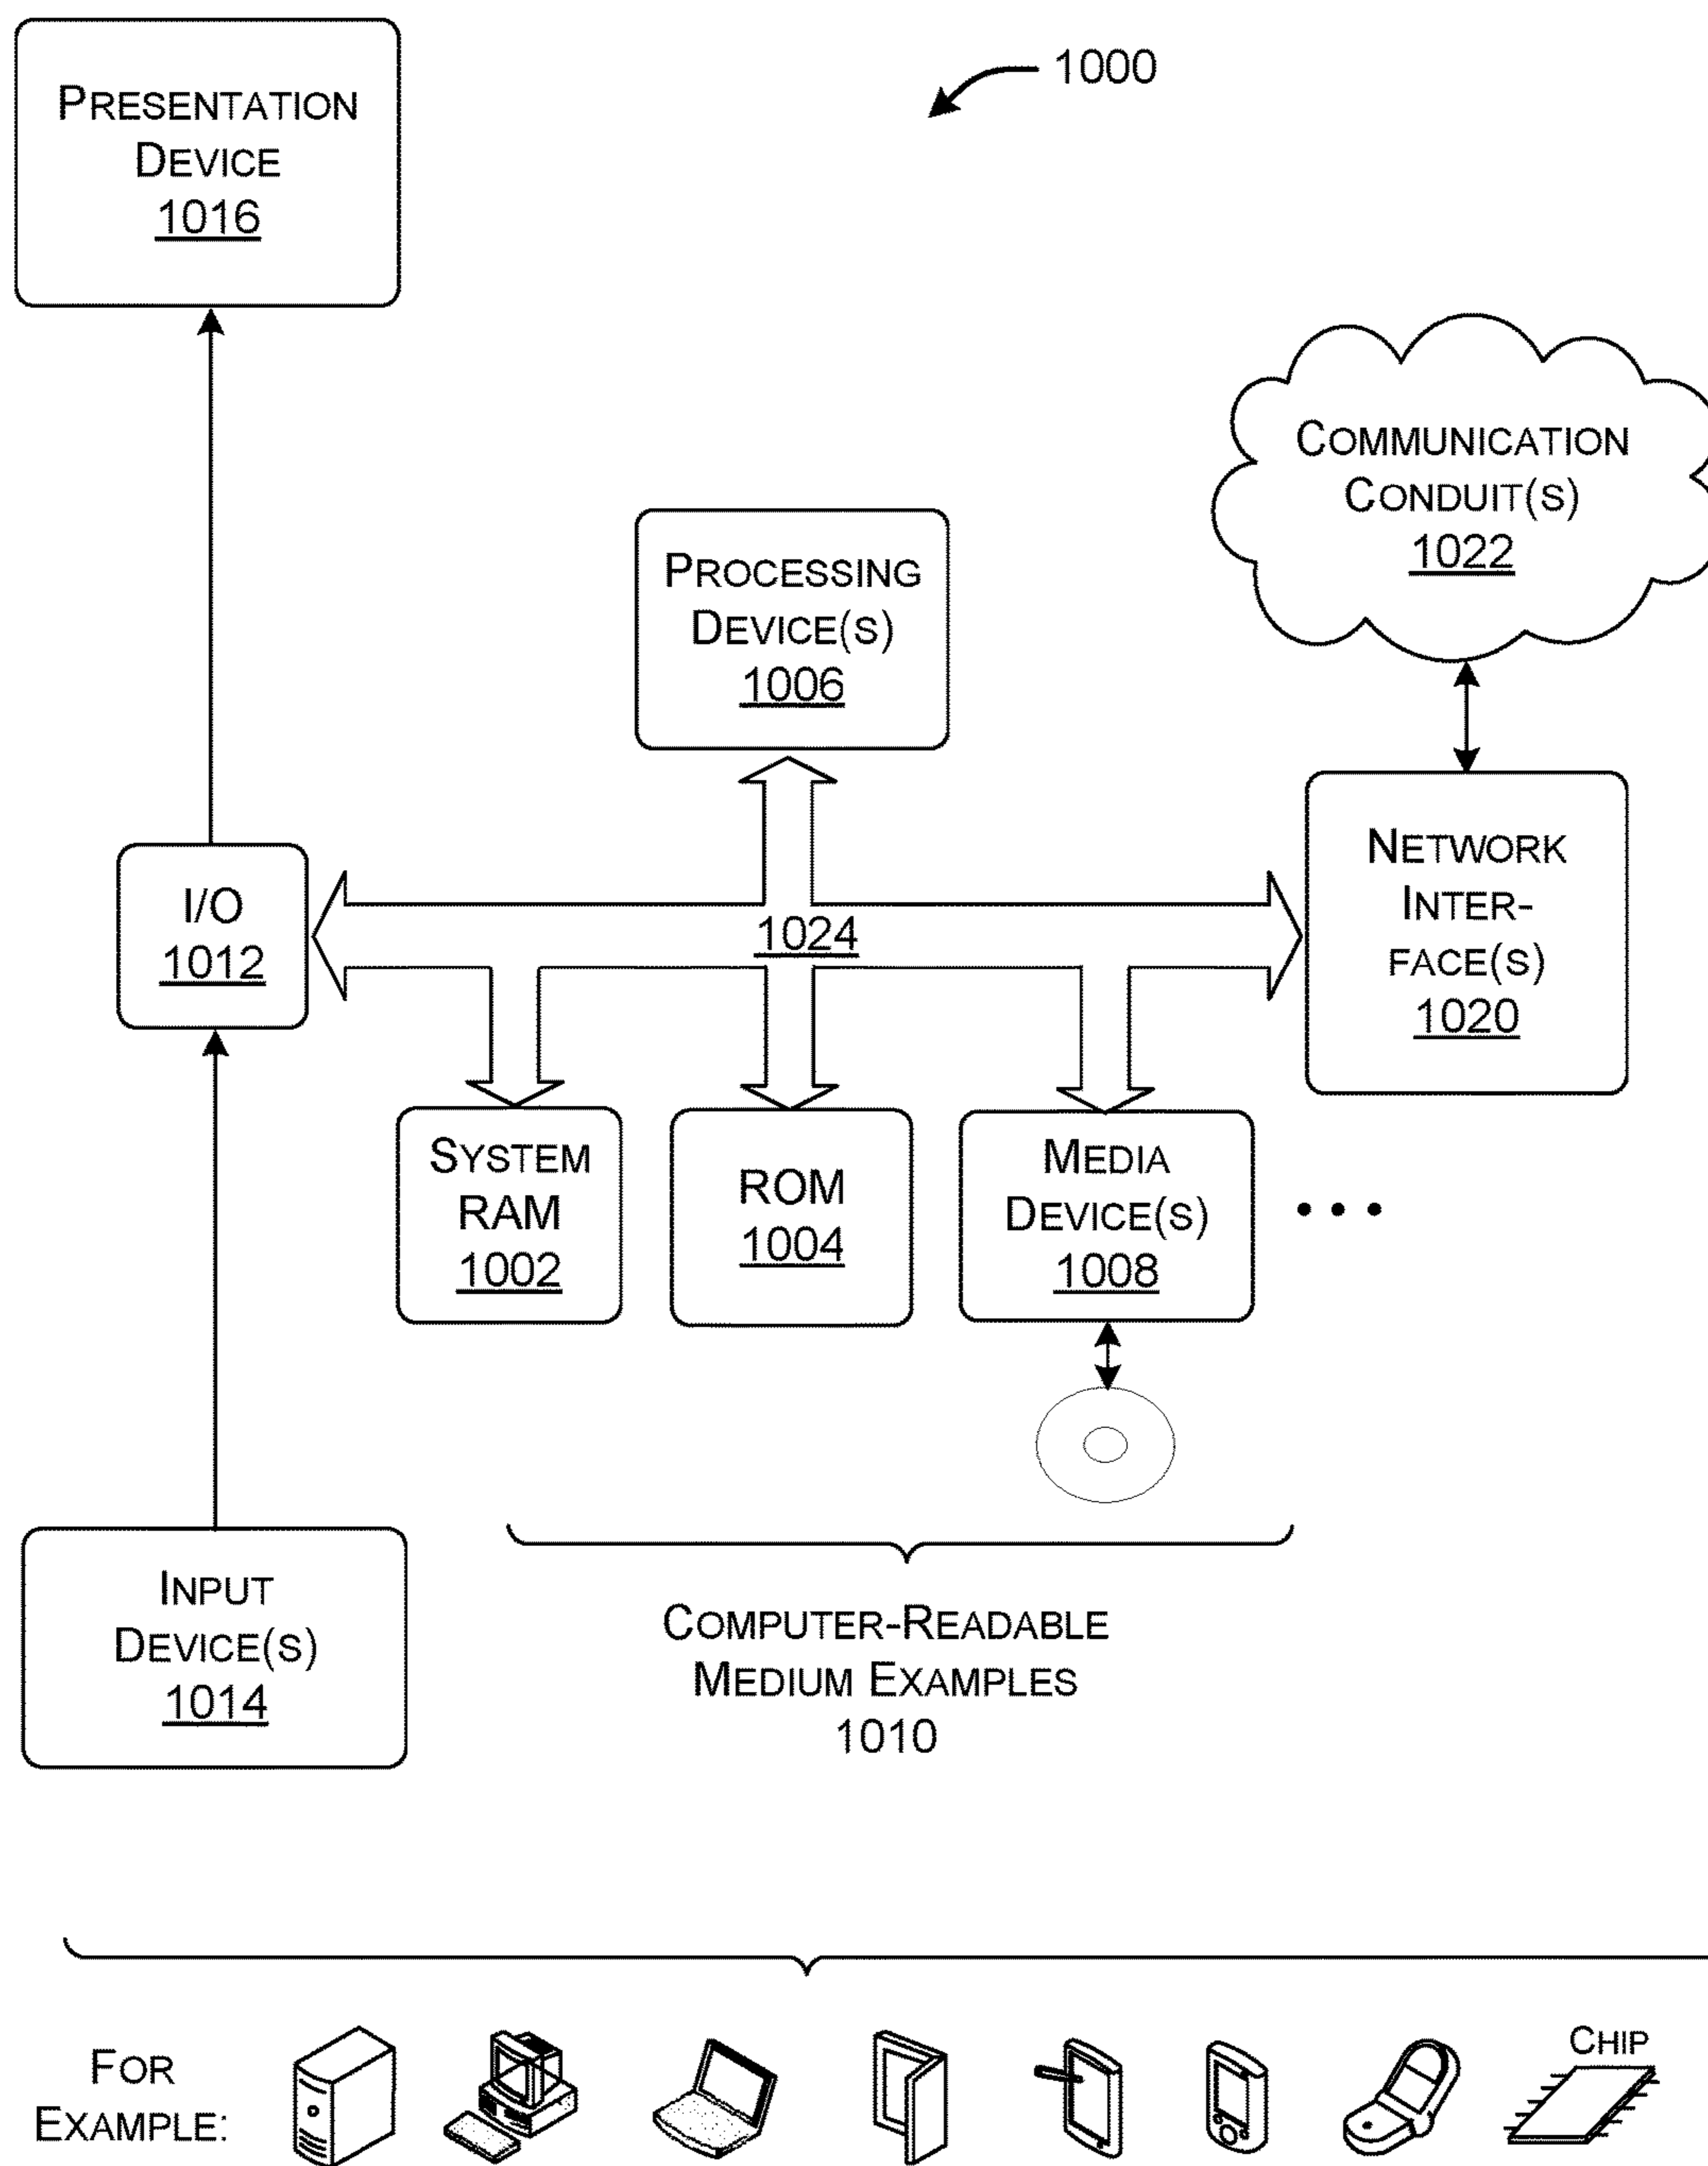 1000
PRESENTATION
DEVICE
1016
COMMUNICATION
CONDUIT(S)
1022
PROCESSING
DEVICE(S)
1006
NETWORK
INTER-
FACE(S)
1020
I/O
1012
1024
SYSTEM
RAM
1002
ROM
1004
MEDIA
DEVICE(S)
1008
• • •
INPUT
DEVICE(S)
1014
COMPUTER-READABLE
MEDIUM EXAMPLES
1010
FOR
EXAMPLE:
CHIP